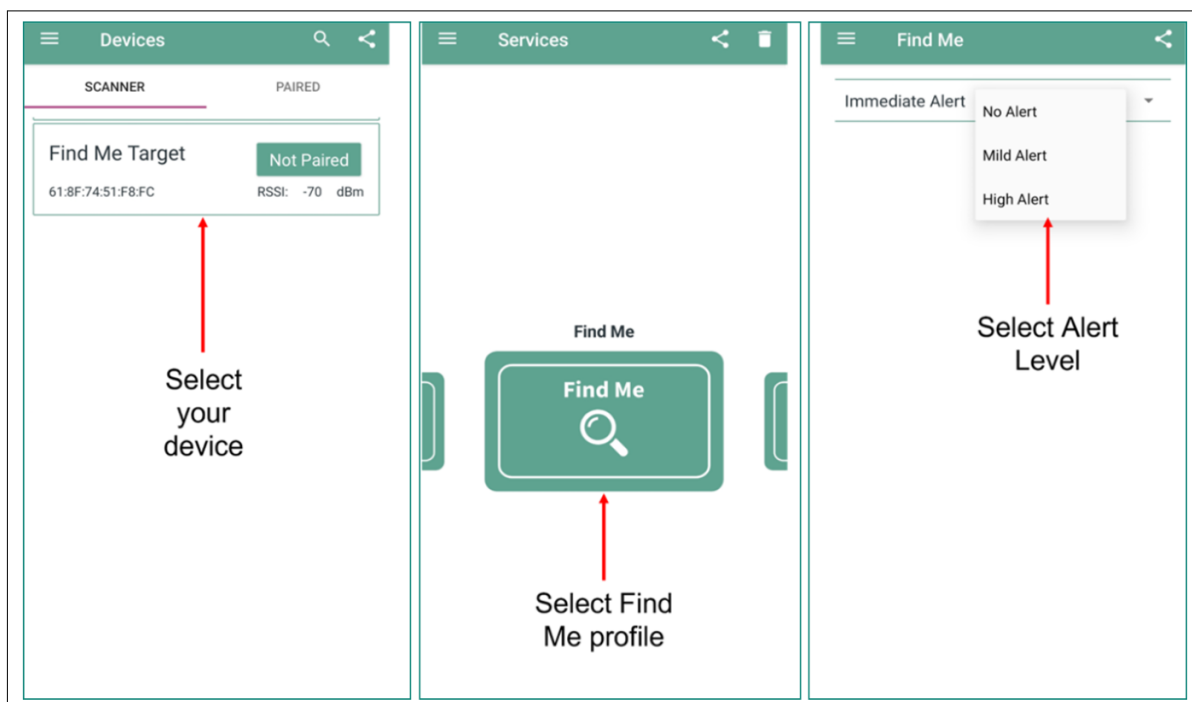 Devices
SCANNER PAIRED
Find Me Target
Not Paired
61:8F:74:51:F8:FC RSSI: -70 dBm
Select
your
device
Services
Find Me
Find Me
Select Find
Me profile
Find Me
Immediate Alert
No Alert
Mild Alert
High Alert
Select Alert
Level